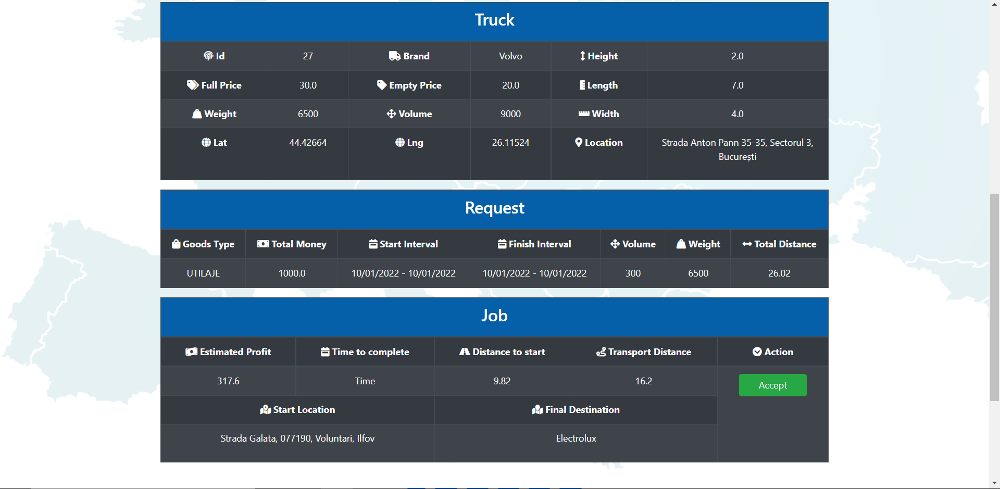 Truck
Id 27 Brand Volvo Height 2.0
Full Price 30.0 Empty Price 20.0 Length 7.0
Weight 6500 Volume 9000 Width 4.0
Lat 44.42664 Lng 26.11524 Location Strada Anton Pann 35-35, Sectorul 3,
București
Request
Goods Type Total Money Start Interval Finish Interval Volume Weight Total Distance
UTILAJE 1000.0 10/01/2022 - 10/01/2022 10/01/2022 - 10/01/2022 300 6500 26.02
Job
Estimated Profit Time to complete Distance to start Transport Distance Action
317.6 Time 9.82 16.2 Accept
Start Location Final Destination
Strada Galata, 077190, Voluntari, Ilfov Electrolux